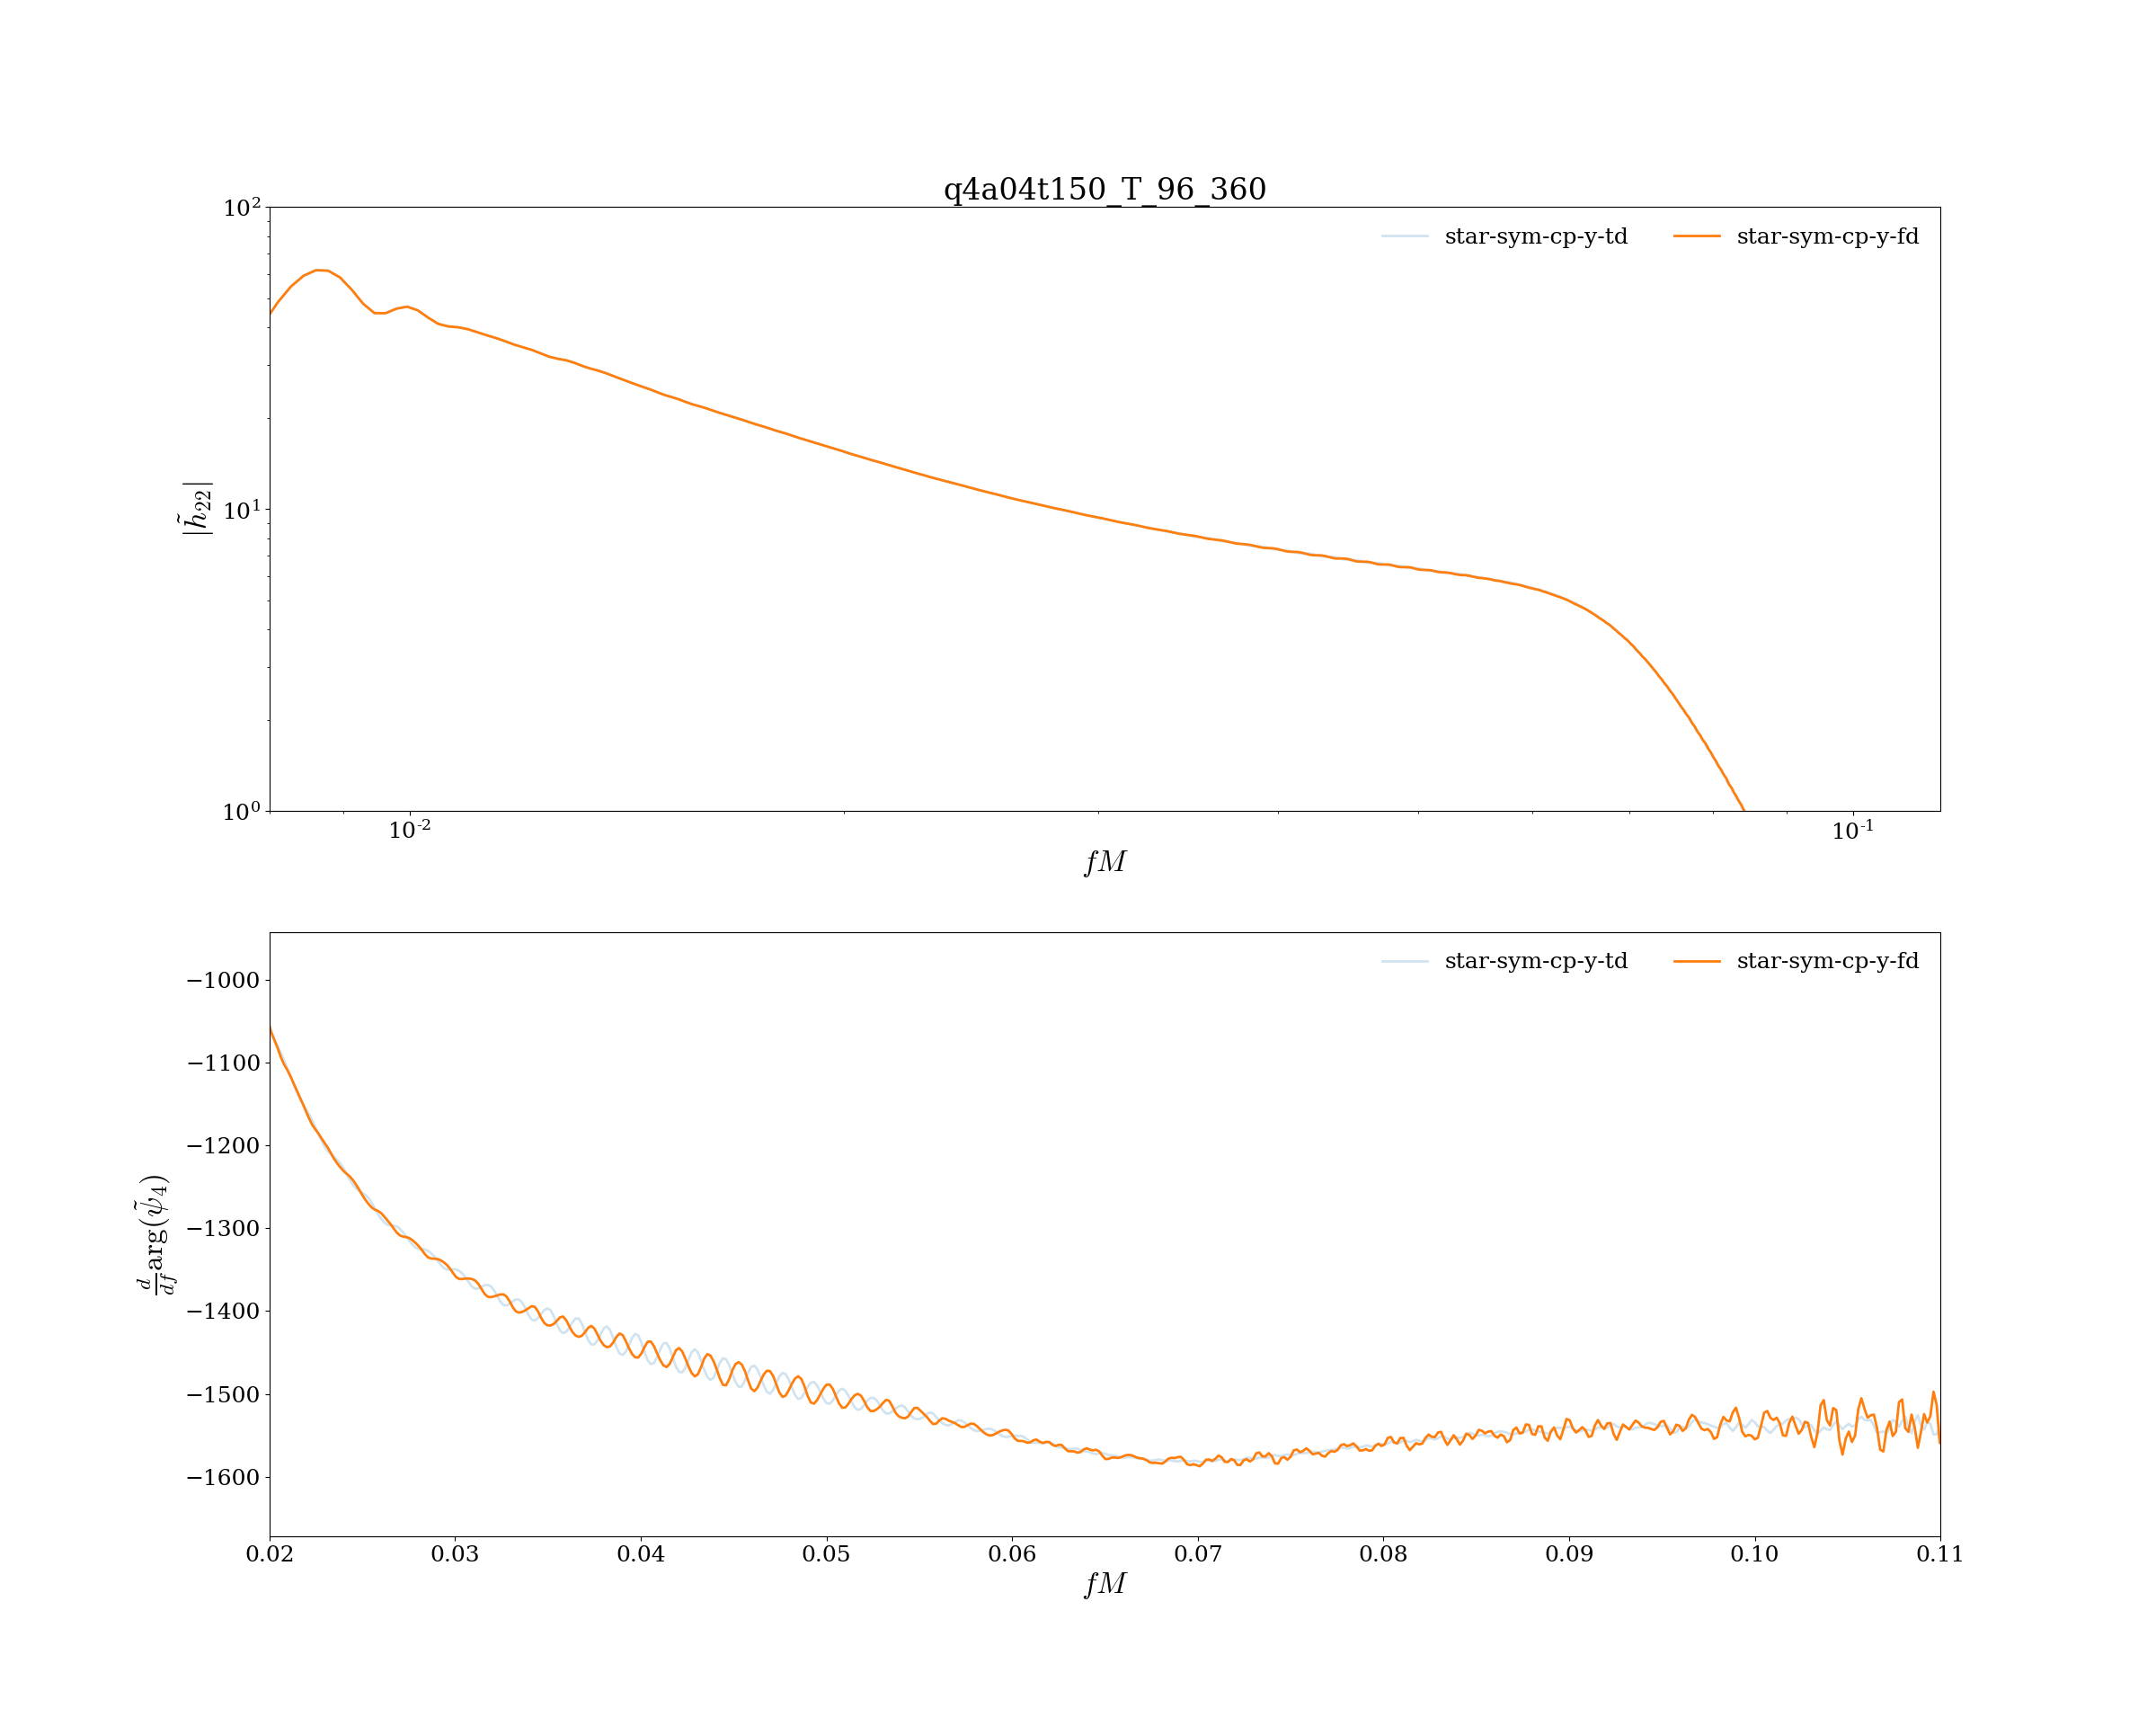 q4a04t150_T_96_360
star-sym-cp-y-td star-sym-cp-y-fd
|h̃₂₂|
10² 10¹ 10⁰
10⁻² 10⁻¹
fM
star-sym-cp-y-td star-sym-cp-y-fd
d/df arg(ψ̃₄)
−1000
−1100
−1200
−1300
−1400
−1500
−1600
0.02 0.03 0.04 0.05 0.06 0.07 0.08 0.09 0.10 0.11
fM